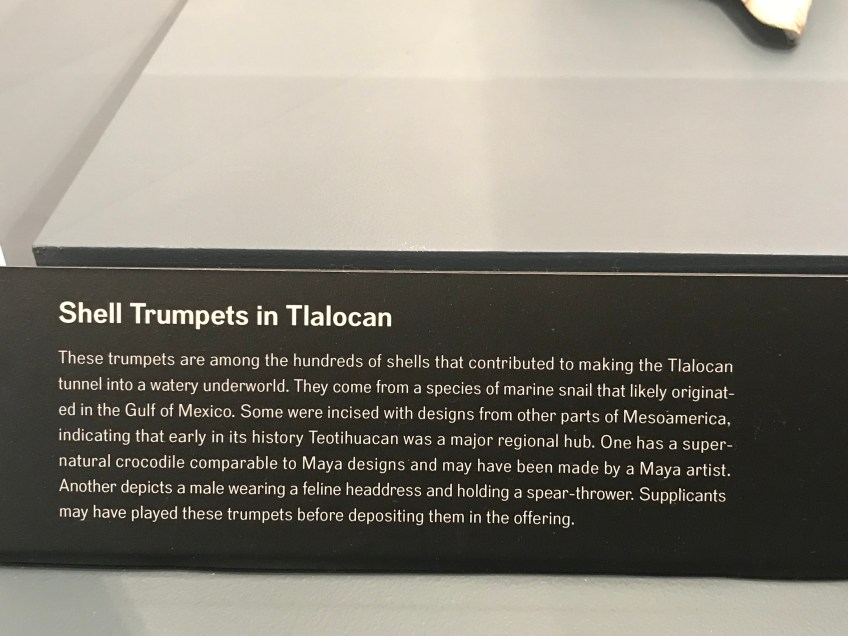 Shell Trumpets in Tlalocan
These trumpets are among the hundreds of shells that contributed to making the Tlalocan
tunnel into a watery underworld. They come from a species of marine snail that likely originat-
ed in the Gulf of Mexico. Some were incised with designs from other parts of Mesoamerica,
indicating that early in its history Teotihuacan was a major regional hub. One has a super-
natural crocodile comparable to Maya designs and may have been made by a Maya artist.
Another depicts a male wearing a feline headdress and holding a spear-thrower. Supplicants
may have played these trumpets before depositing them in the offering.